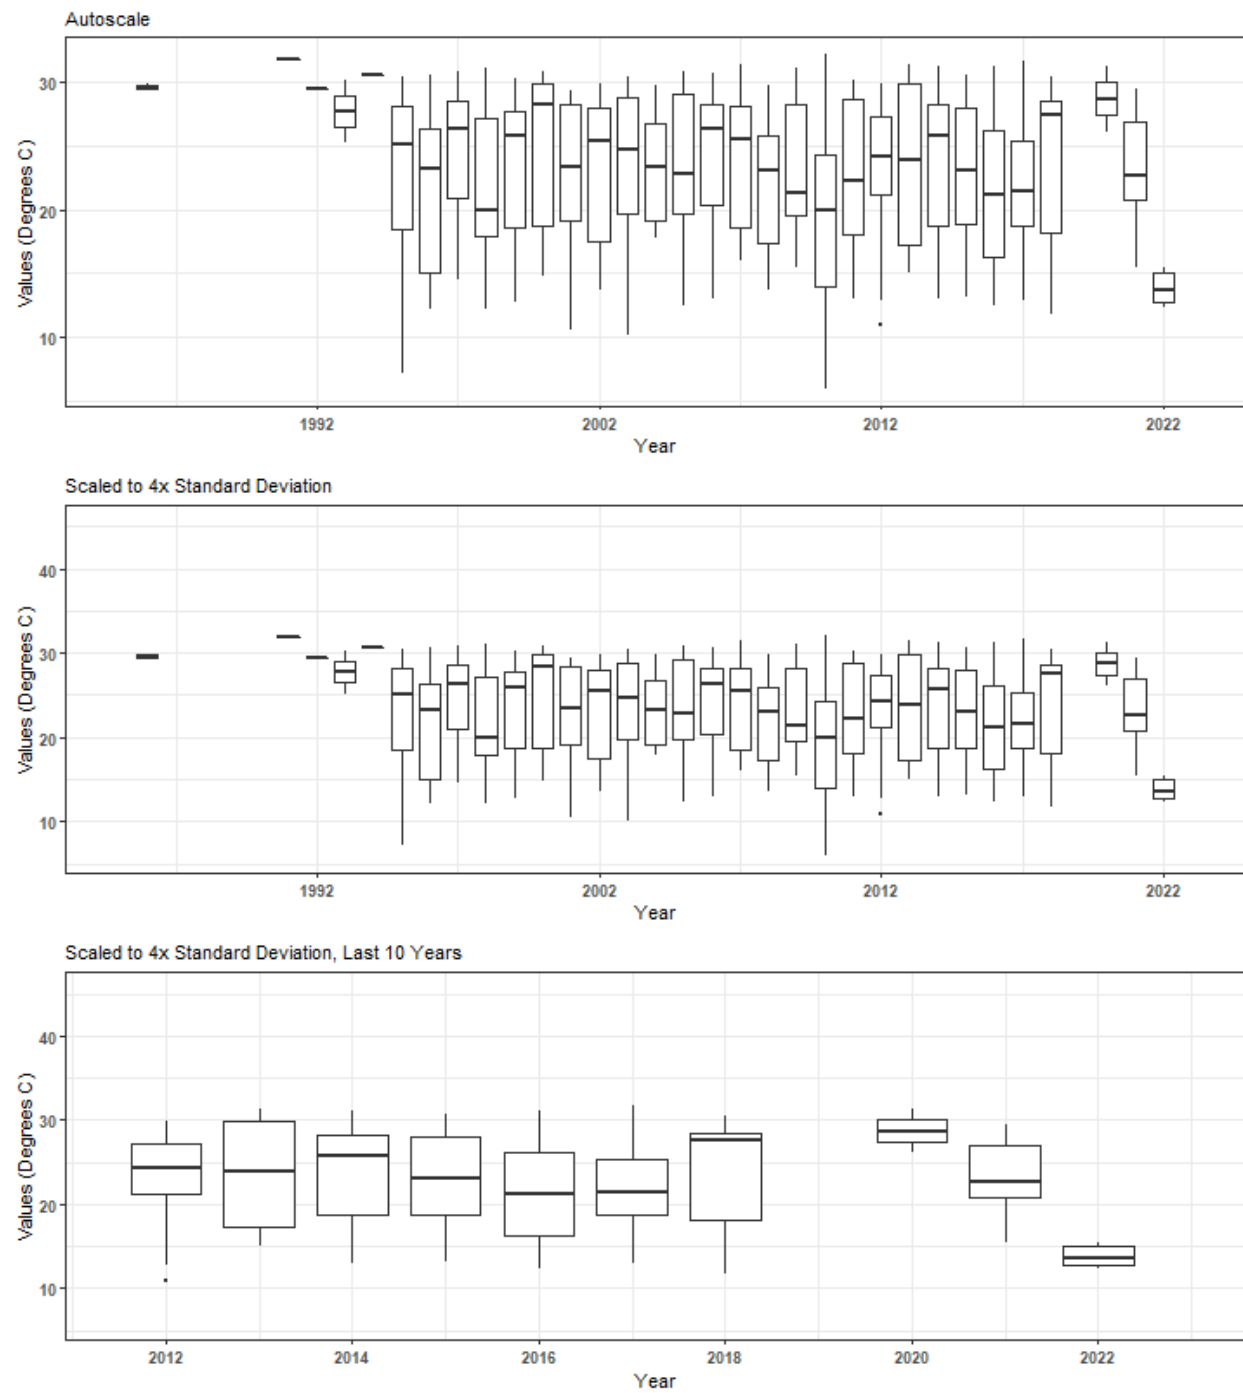 Autoscale
Values (Degrees C)
30
20
10
1992
2002
2012
2022
Year
Scaled to 4x Standard Deviation
Values (Degrees C)
40
30
20
10
1992
2002
2012
2022
Year
Scaled to 4x Standard Deviation, Last 10 Years
Values (Degrees C)
40
30
20
10
2012
2014
2016
2018
2020
2022
Year